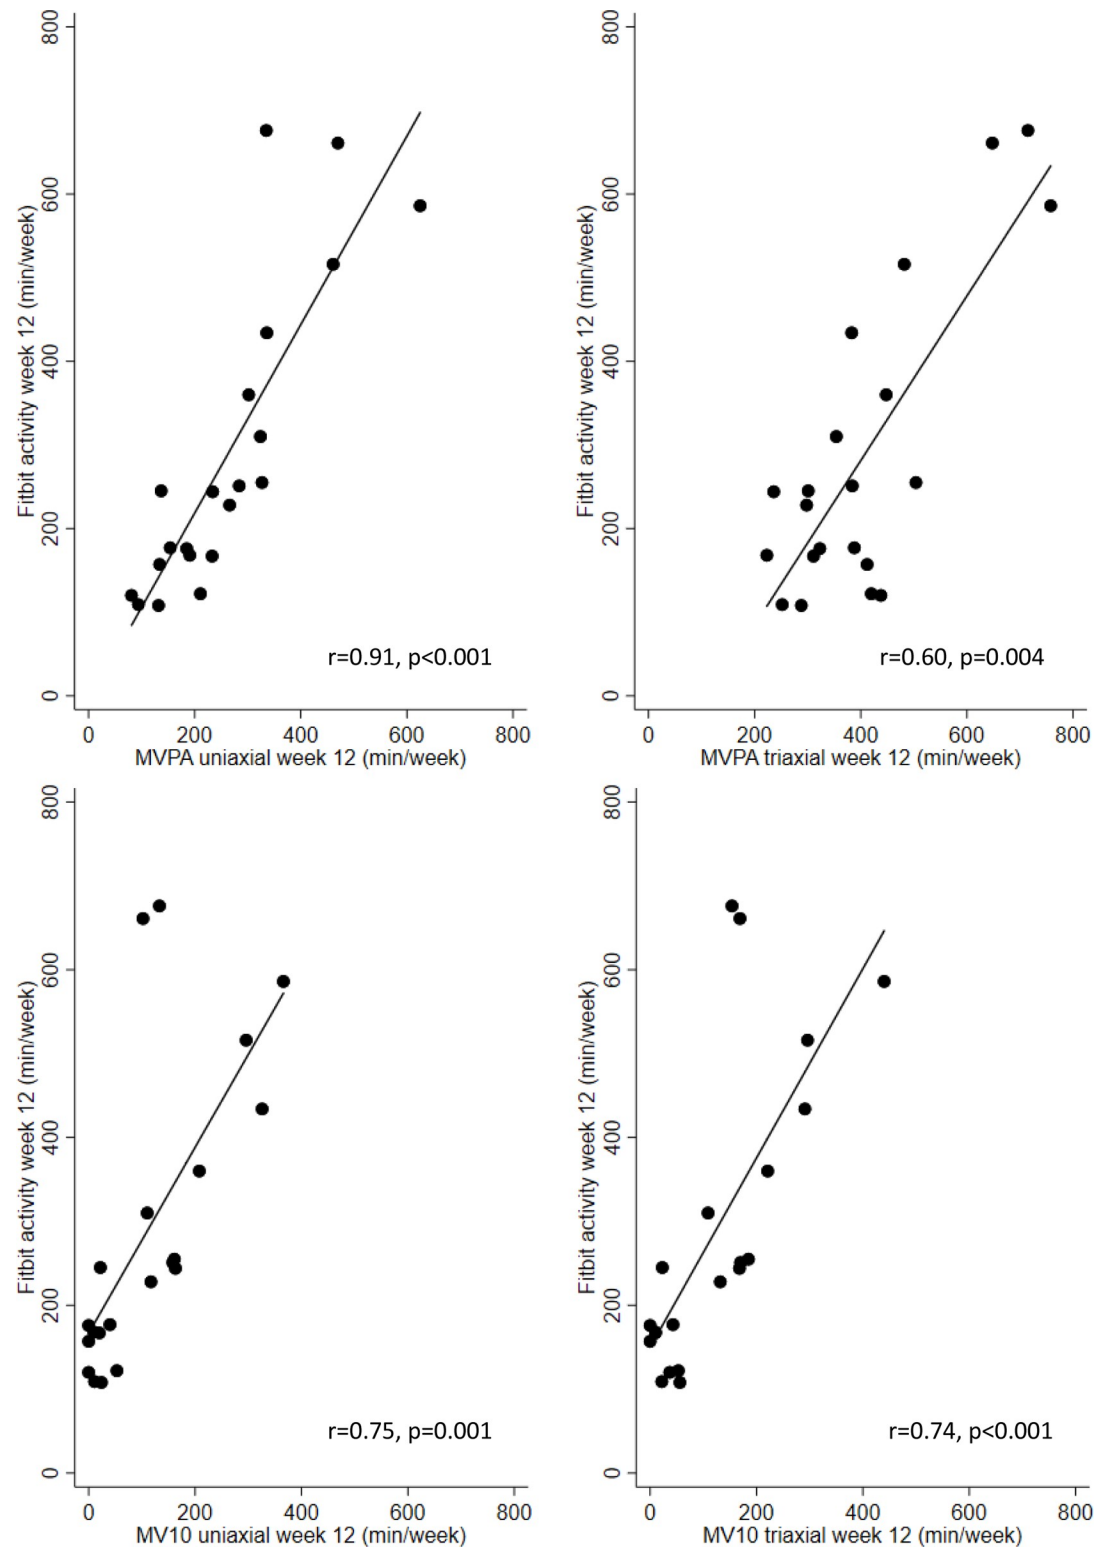 800
600
400
200
0
Fitbit activity week 12 (min/week)
r=0.91, p<0.001
0 200 400 600 800
MVPA uniaxial week 12 (min/week)
800
600
400
200
0
Fitbit activity week 12 (min/week)
r=0.60, p=0.004
0 200 400 600 800
MVPA triaxial week 12 (min/week)
800
600
400
200
0
Fitbit activity week 12 (min/week)
r=0.75, p=0.001
0 200 400 600 800
MV10 uniaxial week 12 (min/week)
800
600
400
200
0
Fitbit activity week 12 (min/week)
r=0.74, p<0.001
0 200 400 600 800
MV10 triaxial week 12 (min/week)